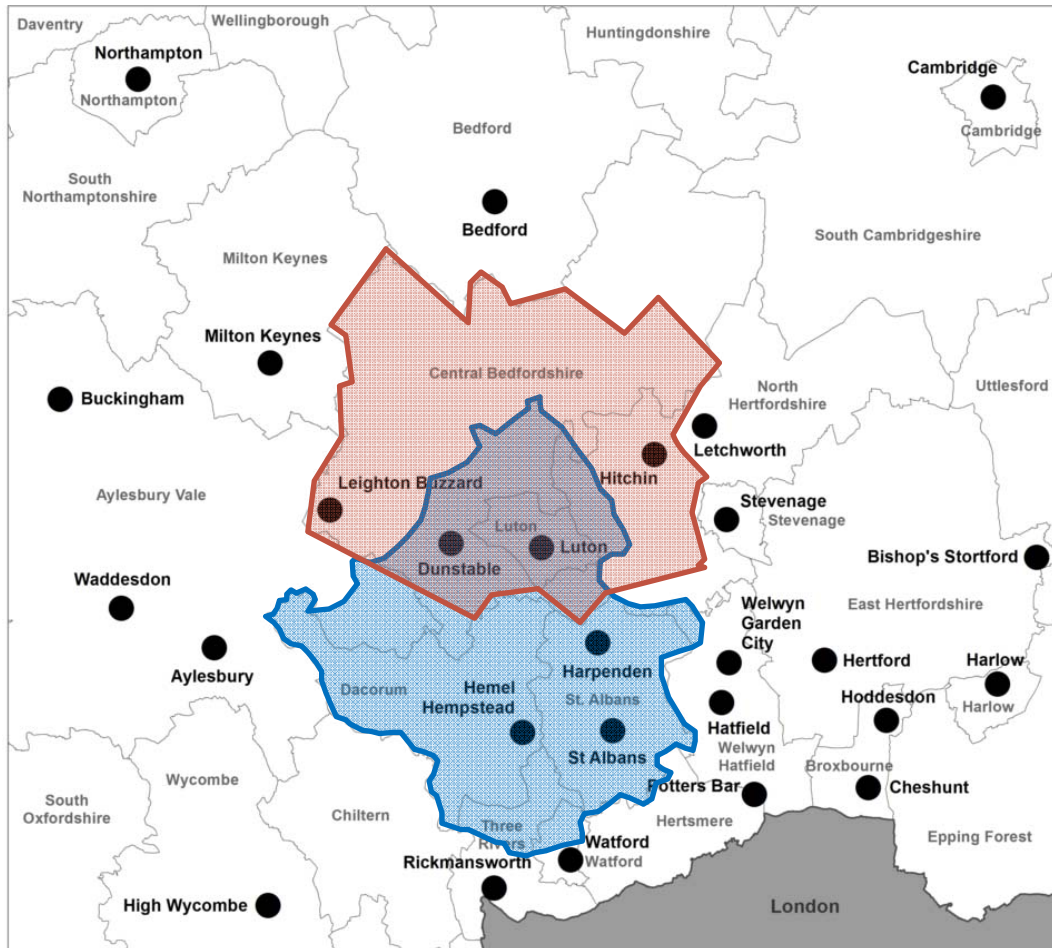 Daventry
Wellingborough
Northampton
Northampton
Huntingdonshire
Cambridge
Cambridge
Bedford
South
Northamptonshire
Bedford
South Cambridgeshire
Milton Keynes
Milton Keynes
Central Bedfordshire
North
Hertfordshire
Uttlesford
Buckingham
Letchworth
Hitchin
Leighton Buzzard
Aylesbury Vale
Stevenage
Stevenage
Luton
Luton
Dunstable
Bishop's Stortford
Waddesdon
East Hertfordshire
Welwyn
Garden
City
Aylesbury
Harpenden
Hertford
Harlow
Harlow
Dacorum
Hemel
Hempstead
St. Albans
St Albans
Hatfield
Hoddesdon
Welwyn
Hatfield
Wycombe
Broxbourne
Potters Bar
Cheshunt
South
Oxfordshire
Chiltern
Three
Rivers
Hertsmere
Watford
Watford
Epping Forest
Rickmansworth
High Wycombe
London